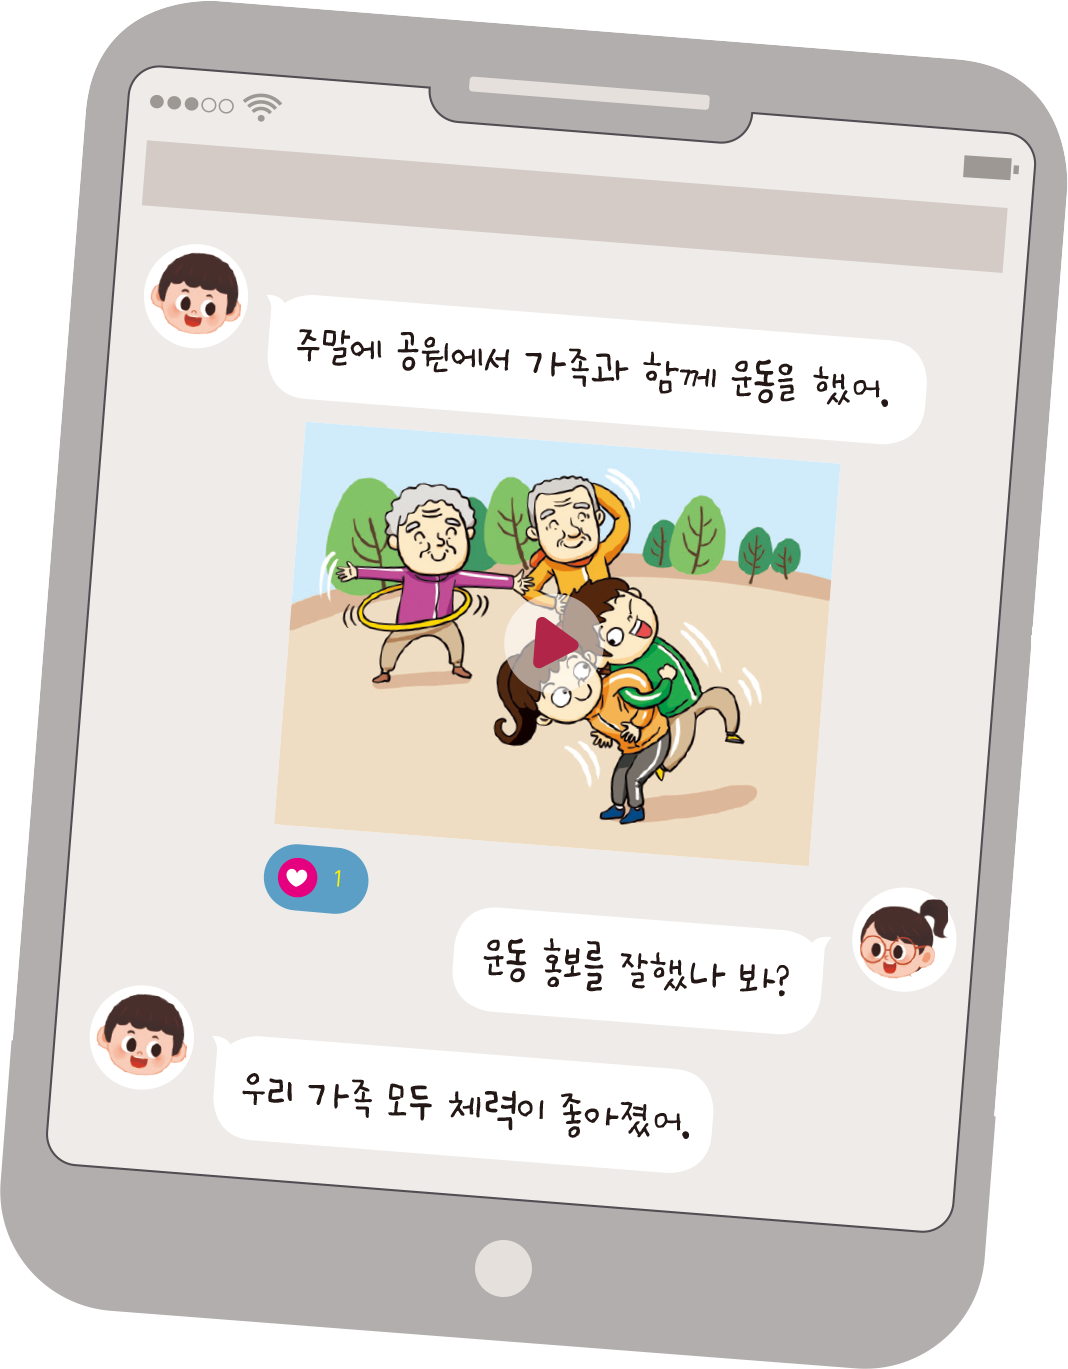 주말에 공원에서 가족과 함께 운동을 했어.
1
운동 홍보를 잘했나 봐?
우리 가족 모두 체력이 좋아졌어.